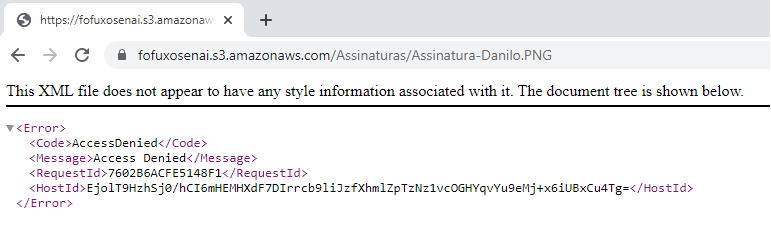 https://fofuxosenai.s3.amazonaw
fofuxosenai.s3.amazonaws.com/Assinaturas/Assinatura-Danilo.PNG
This XML file does not appear to have any style information associated with it. The document tree is shown below.
<Error>
<Code>AccessDenied</Code>
<Message>Access Denied</Message>
<RequestId>7602B6ACFE5148F1</RequestId>
<HostId>EjolT9HzhSj0/hCI6mHEMHXdF7DIrrcb9liJzfXhmlZpTzNz1vcOGHYqvYu9eMj+x6iUBxCu4Tg=</HostId>
</Error>